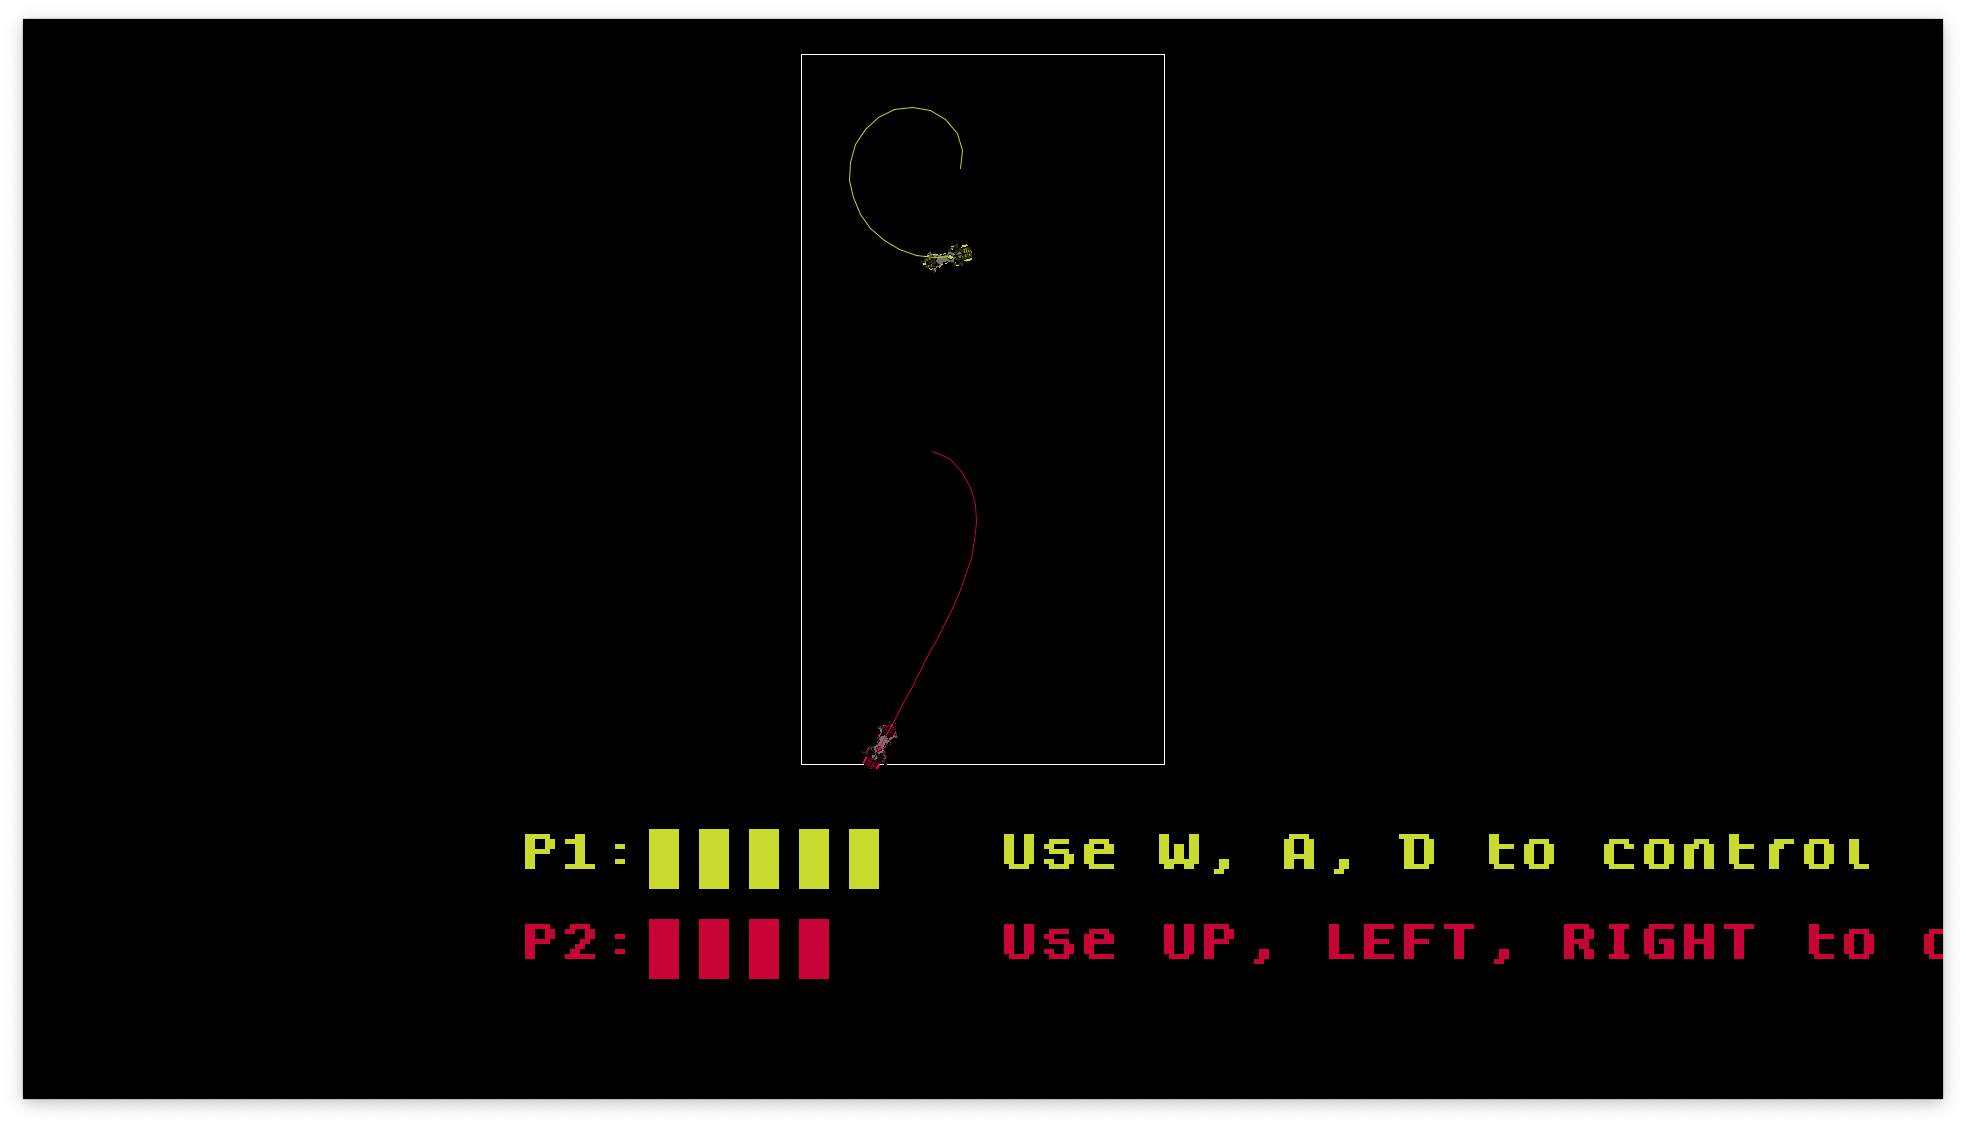 P1: Use W, A, D to control
P2: Use UP, LEFT, RIGHT to c